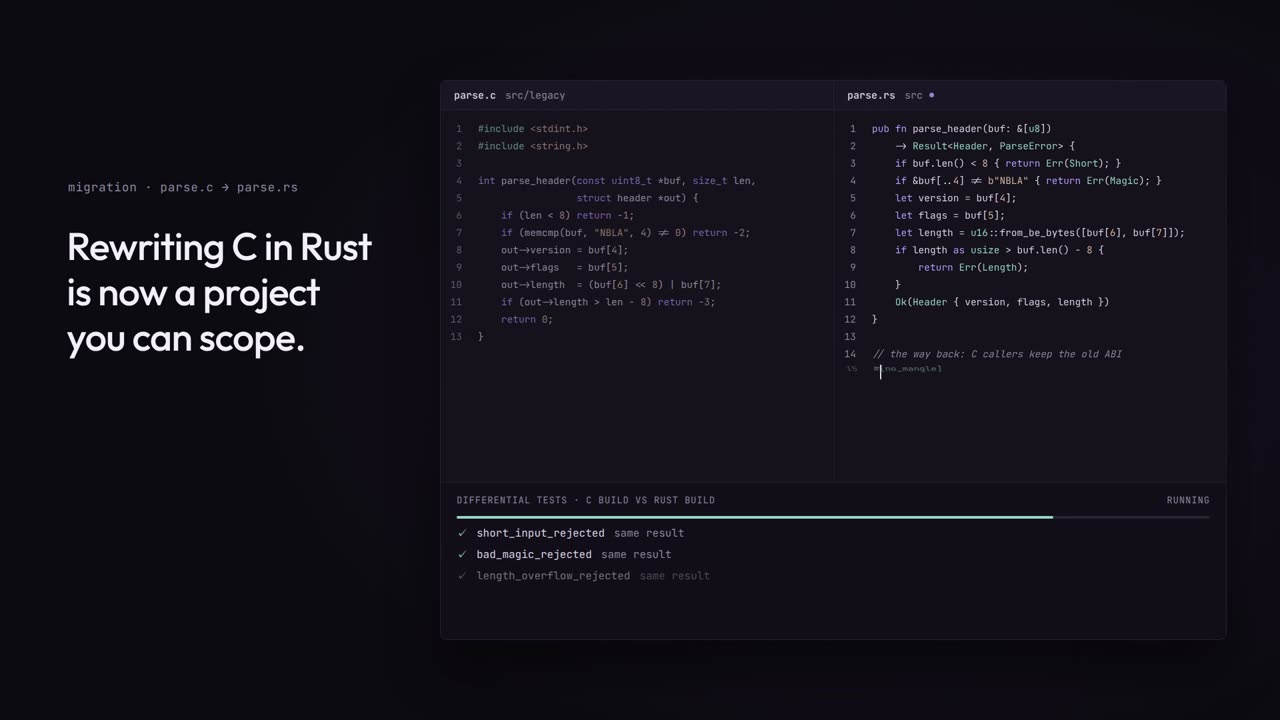 migration · parse.c → parse.rs
Rewriting C in Rust
is now a project
you can scope.
parse.c src/legacy
1 #include <stdint.h>
2 #include <string.h>
3
4 int parse_header(const uint8_t *buf, size_t len,
5 struct header *out) {
6 if (len < 8) return -1;
7 if (memcmp(buf, "NBLA", 4) != 0) return -2;
8 out->version = buf[4];
9 out->flags = buf[5];
10 out->length = (buf[6] << 8) | buf[7];
11 if (out->length > len - 8) return -3;
12 return 0;
13 }
parse.rs src
1 pub fn parse_header(buf: &[u8])
2 -> Result<Header, ParseError> {
3 if buf.len() < 8 { return Err(Short); }
4 if &buf[..4] != b"NBLA" { return Err(Magic); }
5 let version = buf[4];
6 let flags = buf[5];
7 let length = u16::from_be_bytes([buf[6], buf[7]]);
8 if length as usize > buf.len() - 8 {
9 return Err(Length);
10 }
11 Ok(Header { version, flags, length })
12 }
13
14 // the way back: C callers keep the old ABI
15 #[no_mangle]
DIFFERENTIAL TESTS · C BUILD VS RUST BUILD
RUNNING
✓ short_input_rejected same result
✓ bad_magic_rejected same result
✓ length_overflow_rejected same result